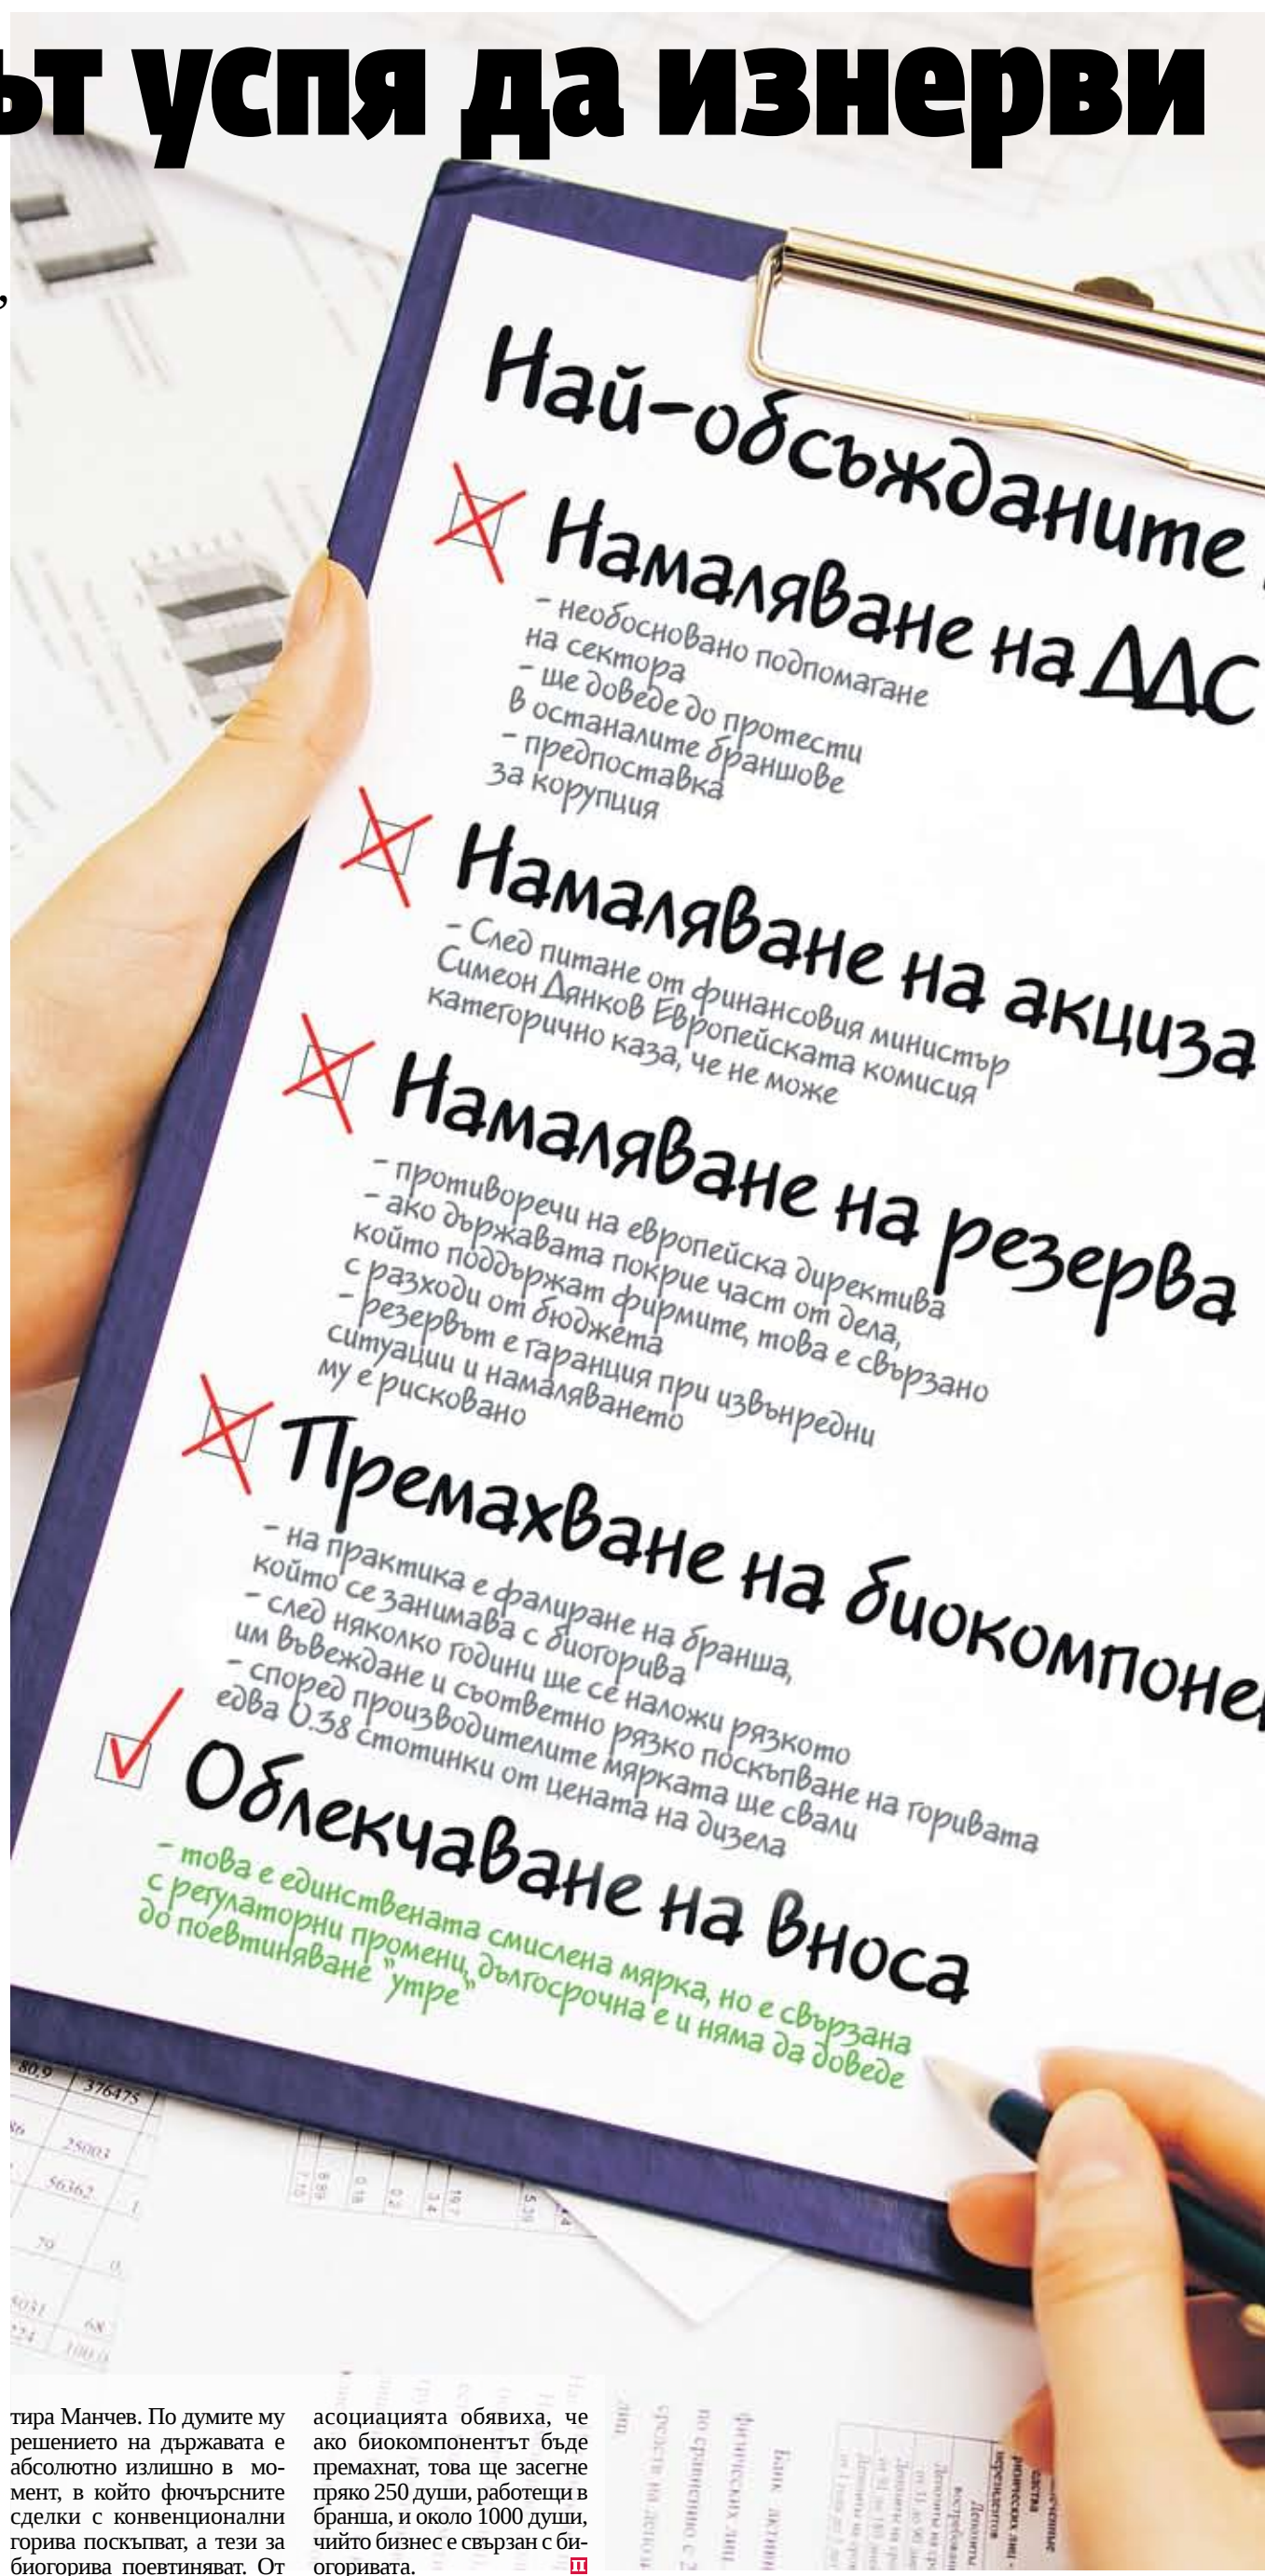 ът успя да изнерви
,
Най-обсъжданите
Намаляване на ДДС
- необосновано подпомагане
на сектора
- ще доведе до протести
в останалите браншове
- предпоставка
за корупция
Намаляване на акциза
- След питане от финансовия министър
Симеон Дянков Европейската комисия
категорично каза, че не може
Намаляване на резерва
- противоречи на европейска директива
- ако държавата покрие част от дела,
който поддържат фирмите, това е свързано
с разходи от бюджета
- резервът е гаранция при извънредни
ситуации и намаляването
му е рисковано
Премахване на биокомпоне
- на практика е фалиране на бранша,
който се занимава с биогорива
- след няколко години ще се наложи рязкото
им въвеждане и съответно рязко поскъпване на горивата
- според производителите мярката ще свали
едва 0.38 стотинки от цената на дизела
Облекчаване на вноса
- това е единствената смислена мярка, но е свързана
с регулаторни промени, дългосрочна е и няма да доведе
до поевтиняване "утре"
80,9 376475
25003
56362
тира Манчев. По думите му
решението на държавата е
абсолютно излишно в мо-
мент, в който фючърсните
сделки с конвенционални
горива поскъпват, а тези за
биогорива поевтиняват. От
асоциацията обявиха, че
ако биокомпонентът бъде
премахнат, това ще засегне
пряко 250 души, работещи в
бранша, и около 1000 души,
чийто бизнес е свързан с би-
огоривата.